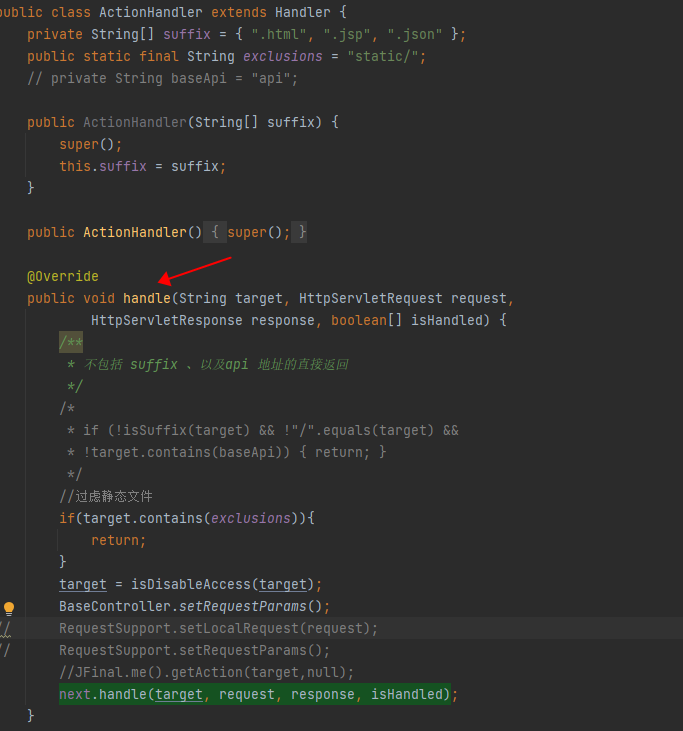 public class ActionHandler extends Handler {
private String[] suffix = { ".html", ".jsp", ".json" };
public static final String exclusions = "static/";
// private String baseApi = "api";
public ActionHandler(String[] suffix) {
super();
this.suffix = suffix;
}
public ActionHandler() { super(); }
@Override
public void handle(String target, HttpServletRequest request,
HttpServletResponse response, boolean[] isHandled) {
/**
* 不包括 suffix 、以及api 地址的直接返回
*/
/*
* if (!isSuffix(target) && !"/".equals(target) &&
* !target.contains(baseApi)) { return; }
*/
//过虑静态文件
if(target.contains(exclusions)){
return;
}
target = isDisableAccess(target);
BaseController.setRequestParams();
// RequestSupport.setLocalRequest(request);
// RequestSupport.setRequestParams();
//JFinal.me().getAction(target,null);
next.handle(target, request, response, isHandled);
}